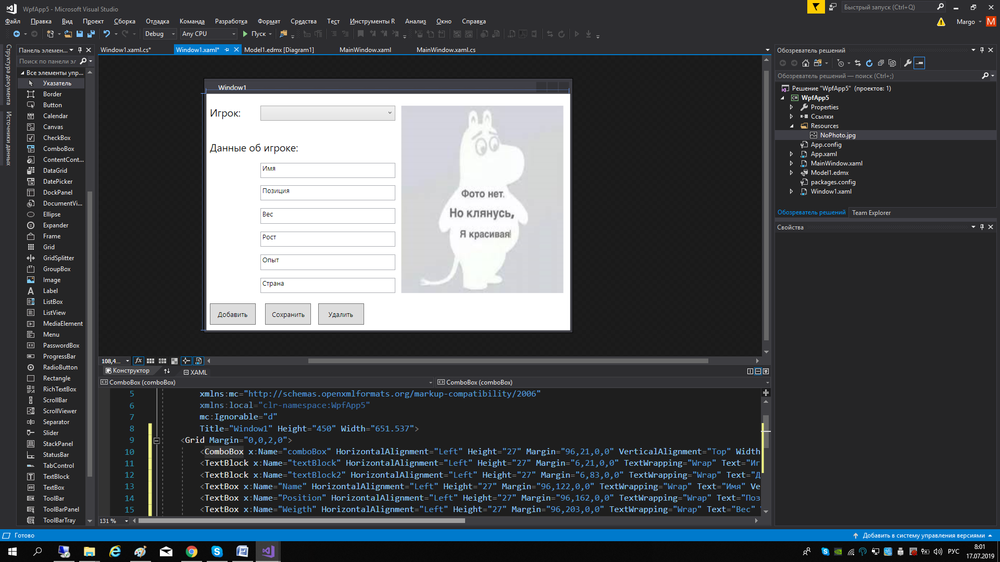 WpfApp5 - Microsoft Visual Studio
Быстрый запуск (Ctrl+Q)
Файл Правка Вид Проект Сборка Отладка Команда Разработка Формат Средства Тест Инструменты R Анализ Окно Справка
Margo M
Debug Any CPU Пуск
Структура документа
Источники данных
Панель элемен...
Поиск по панели эл
Все элементы упр...
Указатель
Border
Button
Calendar
Canvas
CheckBox
ComboBox
ContentCont...
DataGrid
DatePicker
DockPanel
DocumentVi...
Ellipse
Expander
Frame
Grid
GridSplitter
GroupBox
Image
Label
ListBox
ListView
MediaElement
Menu
PasswordBox
ProgressBar
RadioButton
Rectangle
RichTextBox
ScrollBar
ScrollViewer
Separator
Slider
StackPanel
StatusBar
TabControl
TextBlock
TextBox
ToolBar
ToolBarPanel
ToolBarTray
Window1.xaml.cs* Window1.xaml* Model1.edmx [Diagram1] MainWindow.xaml MainWindow.xaml.cs
Window1
Игрок:
Данные об игроке:
Имя
Позиция
Вес
Рост
Опыт
Страна
Добавить Сохранить Удалить
Фото нет.
Но клянусь,
Я красивая!
108,4... fx
Конструктор XAML
ComboBox (comboBox) ComboBox (comboBox)
5 xmlns:mc="http://schemas.openxmlformats.org/markup-compatibility/2006"
6 xmlns:local="clr-namespace:WpfApp5"
7 mc:Ignorable="d"
8 Title="Window1" Height="450" Width="651.537">
9 <Grid Margin="0,0,2,0">
10 <ComboBox x:Name="comboBox" HorizontalAlignment="Left" Height="27" Margin="96,21,0,0" VerticalAlignment="Top" Width
11 <TextBlock x:Name="textBlock" HorizontalAlignment="Left" Height="27" Margin="6,21,0,0" TextWrapping="Wrap" Text="Иг
12 <TextBlock x:Name="textBlock2" HorizontalAlignment="Left" Height="27" Margin="6,83,0,0" TextWrapping="Wrap" Text="Д
13 <TextBox x:Name="Name" HorizontalAlignment="Left" Height="27" Margin="96,122,0,0" TextWrapping="Wrap" Text="Имя" Ve
14 <TextBox x:Name="Position" HorizontalAlignment="Left" Height="27" Margin="96,162,0,0" TextWrapping="Wrap" Text="Поз
15 <TextBox x:Name="Weigth" HorizontalAlignment="Left" Height="27" Margin="96,203,0,0" TextWrapping="Wrap" Text="Вес"
131 %
Обозреватель решений
Обозреватель решений — поиск (Ctrl+;)
Решение "WpfApp5" (проектов: 1)
WpfApp5
Properties
Ссылки
Resources
NoPhoto.jpg
App.config
App.xaml
MainWindow.xaml
Model1.edmx
packages.config
Window1.xaml
Обозреватель решений Team Explorer
Свойства
Готово
Добавить в систему управления версиями
РУС
8:01
17.07.2019